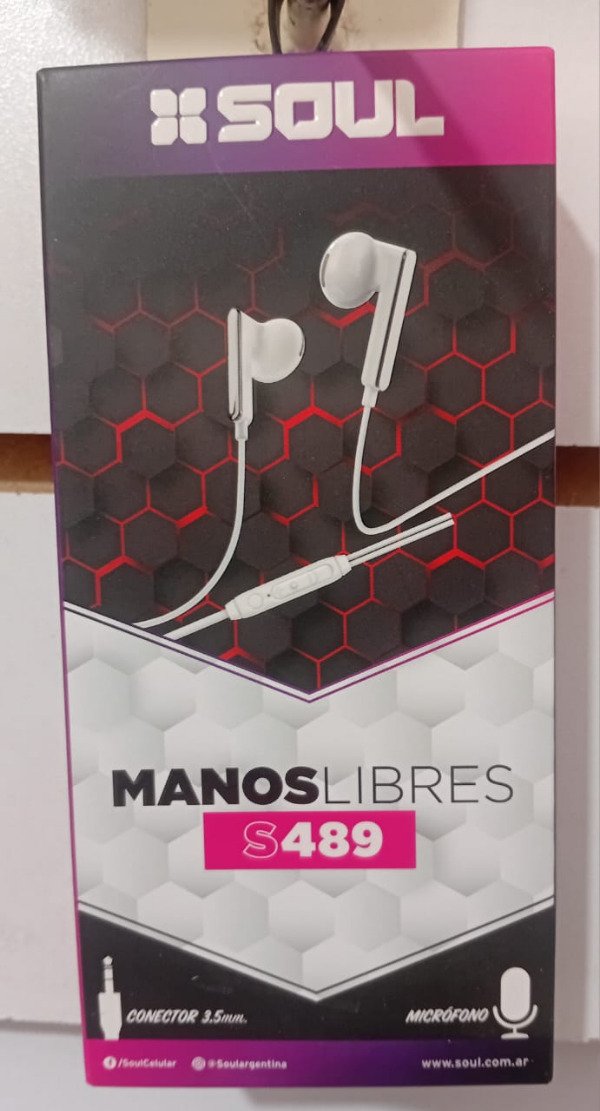 SOUL
MANOSLIBRES
S489
CONECTOR 3.5mm.
MICRÓFONO
/SoulCelular @Soulargentina www.soul.com.ar